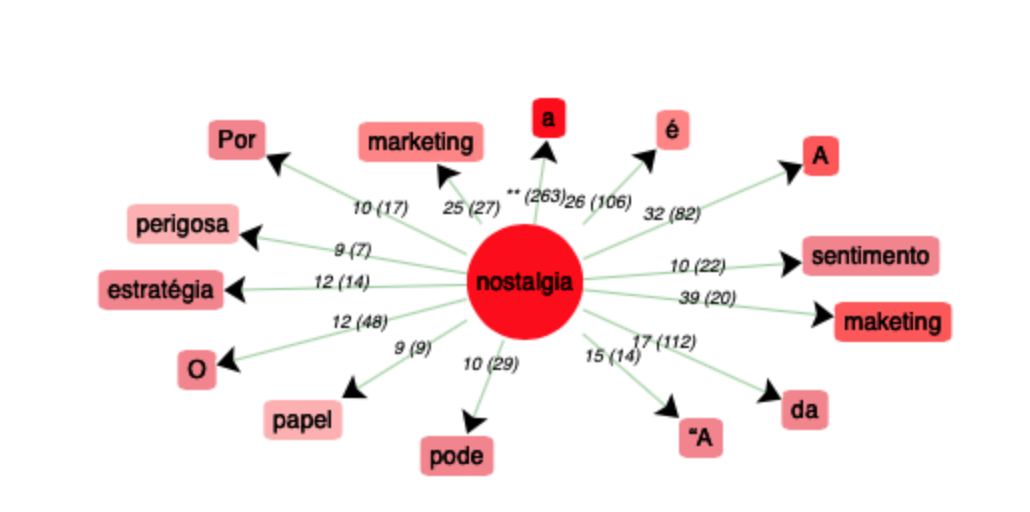 a
é
Por
marketing
A
** (263)
26 (106)
10 (17)
25 (27)
32 (82)
perigosa
9 (7)
sentimento
10 (22)
nostalgia
estratégia
12 (14)
39 (20)
maketing
12 (48)
17 (112)
9 (9)
15 (14)
10 (29)
O
da
papel
“A
pode